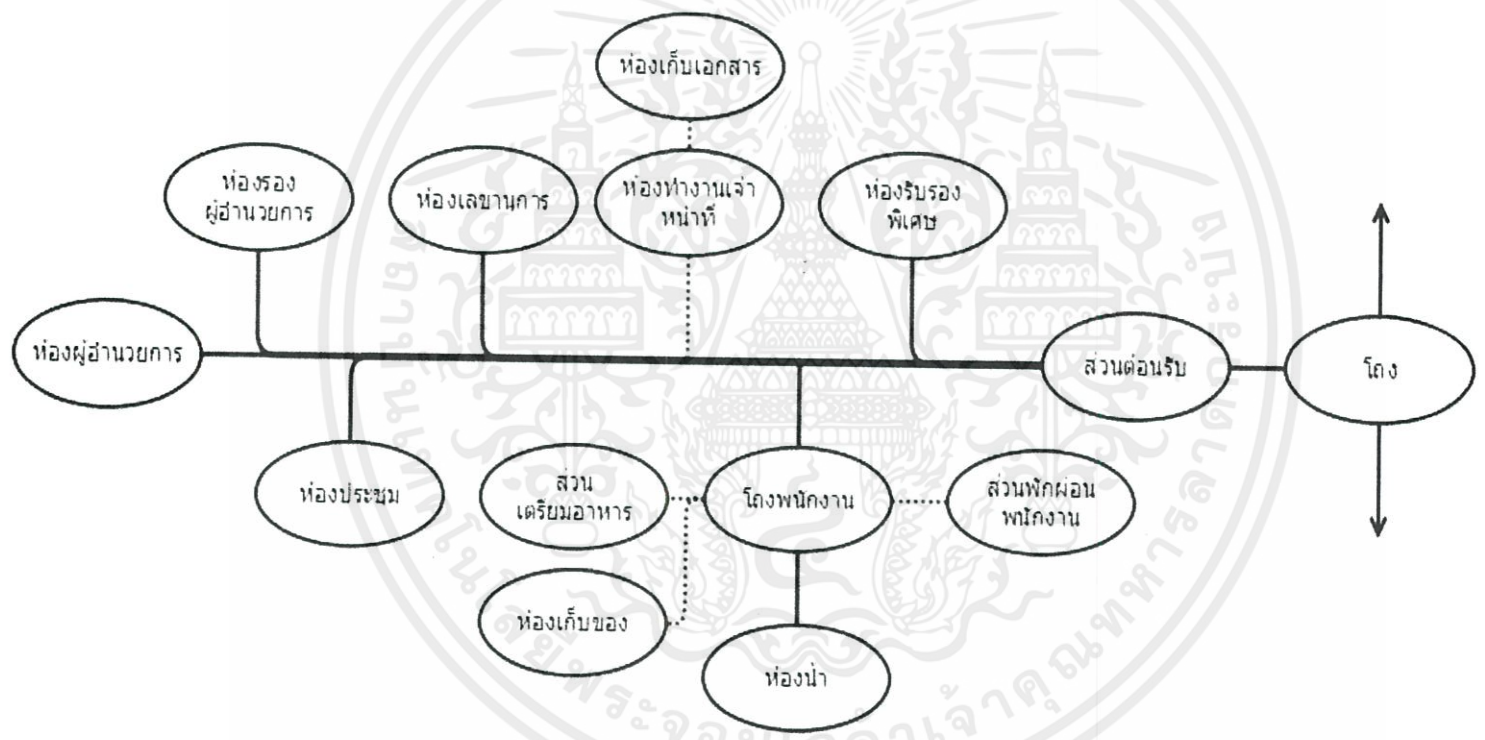 ห้องเก็บเอกสาร
ห้องรอง
ผู้อำนวยการ
ห้องเลขานุการ
ห้องทำงานเจ้า
หน้าที่
ห้องรับรอง
พิเศษ
ห้องผู้อำนวยการ
ส่วนต่อนรับ
โถง
ห้องประชุม
ส่วน
เตรียมอาหาร
โถงพนักงาน
ส่วนพักผ่อน
พนักงาน
ห้องเก็บของ
ห้องน้ำ